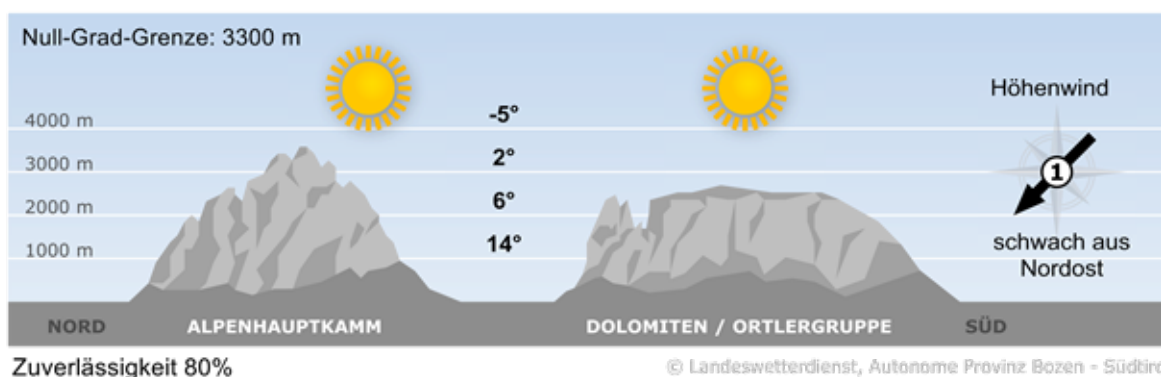 Null-Grad-Grenze: 3300 m
Höhenwind
4000 m
-5°
3000 m
2°
1
2000 m
6°
1000 m
14°
schwach aus
Nordost
NORD
ALPENHAUPTKAMM
DOLOMITEN / ORTLERGRUPPE
SÜD
Zuverlässigkeit 80%
© Landeswetterdienst, Autonome Provinz Bozen - Südtiro